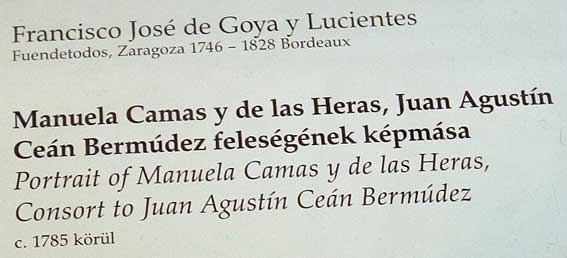 Francisco José de Goya y Lucientes
Fuendetodos, Zaragoza 1746 – 1828 Bordeaux
Manuela Camas y de las Heras, Juan Agustín
Ceán Bermúdez feleségének képmása
Portrait of Manuela Camas y de las Heras,
Consort to Juan Agustín Ceán Bermúdez
c. 1785 körül